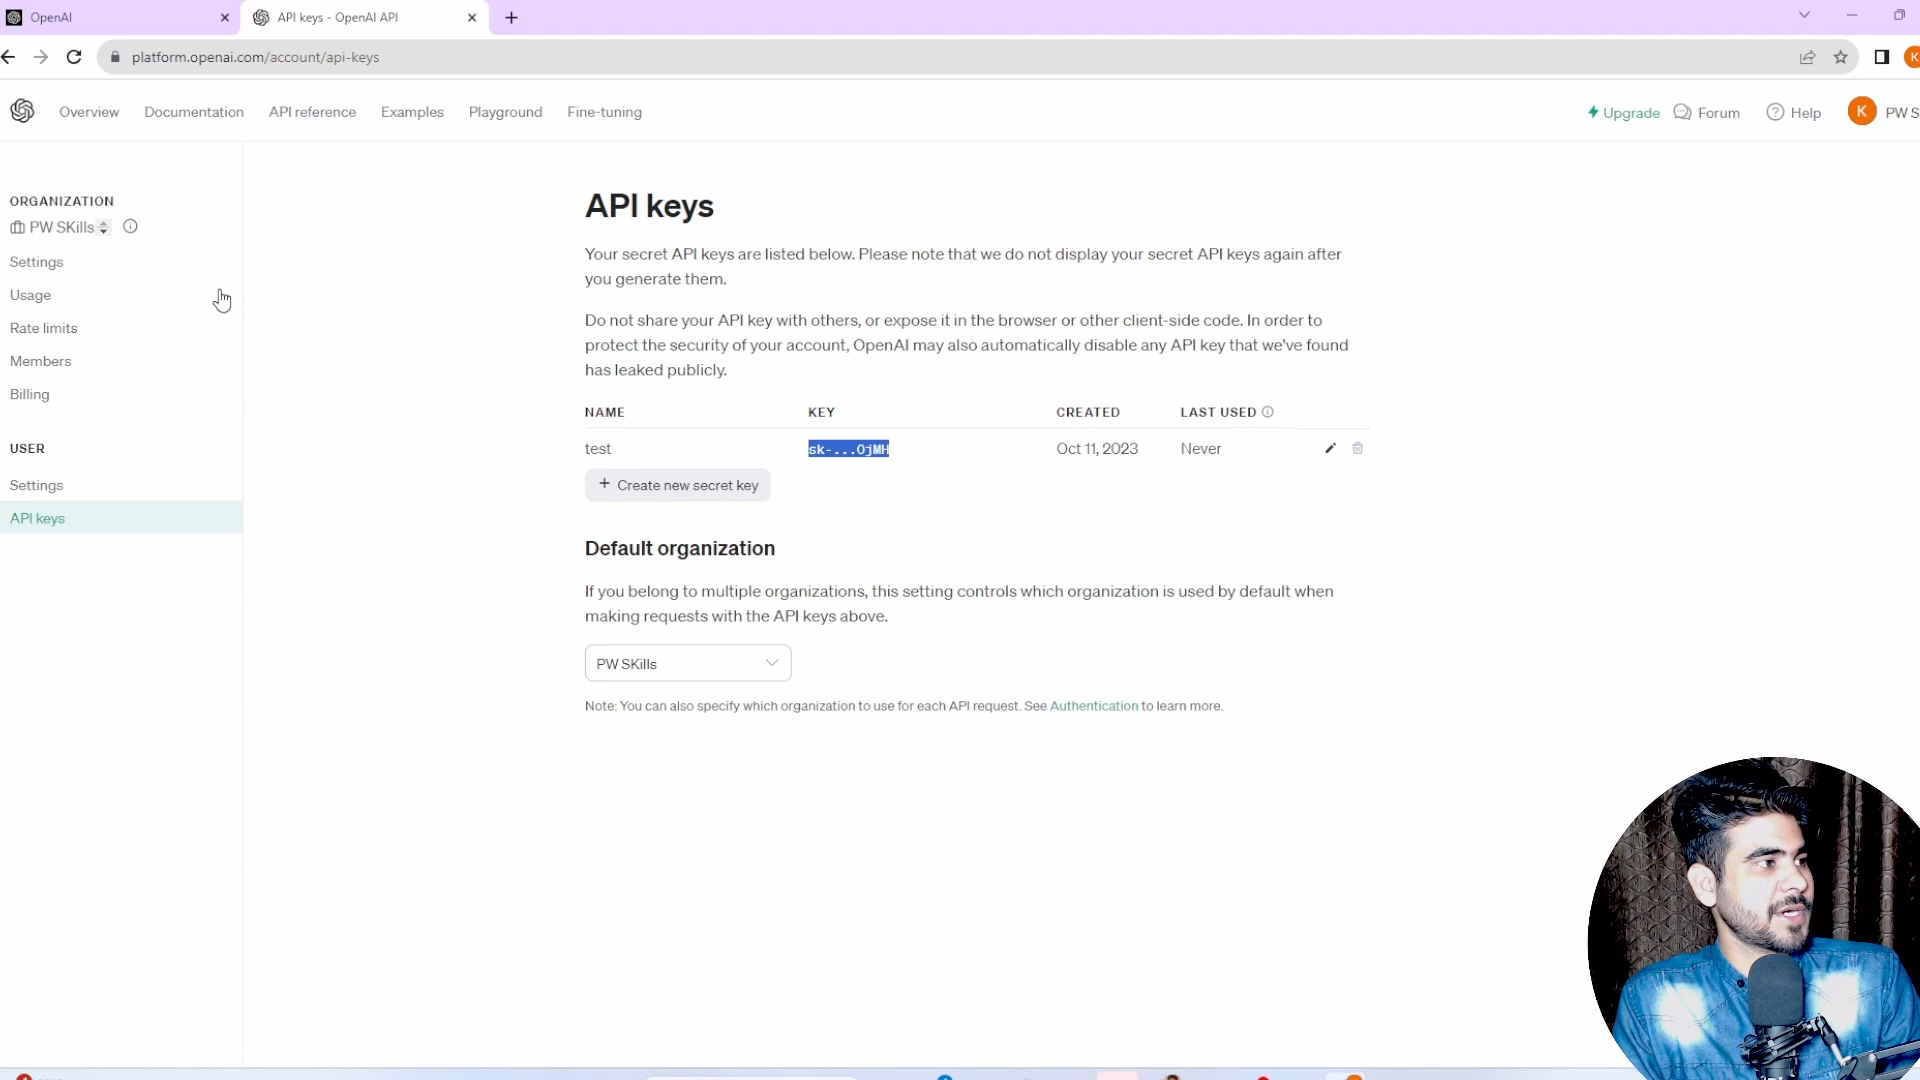 OpenAI
API keys - OpenAI API
platform.openai.com/account/api-keys
K
Overview
Documentation
API reference
Examples
Playground
Fine-tuning
Upgrade
Forum
Help
K
PW S
ORGANIZATION
PW SKills
Settings
Usage
Rate limits
Members
Billing
USER
Settings
API keys
API keys
Your secret API keys are listed below. Please note that we do not display your secret API keys again after
you generate them.
Do not share your API key with others, or expose it in the browser or other client-side code. In order to
protect the security of your account, OpenAI may also automatically disable any API key that we've found
has leaked publicly.
NAME KEY CREATED LAST USED
test sk-...OjMH Oct 11, 2023 Never
+ Create new secret key
Default organization
If you belong to multiple organizations, this setting controls which organization is used by default when
making requests with the API keys above.
PW SKills
Note: You can also specify which organization to use for each API request. See Authentication to learn more.